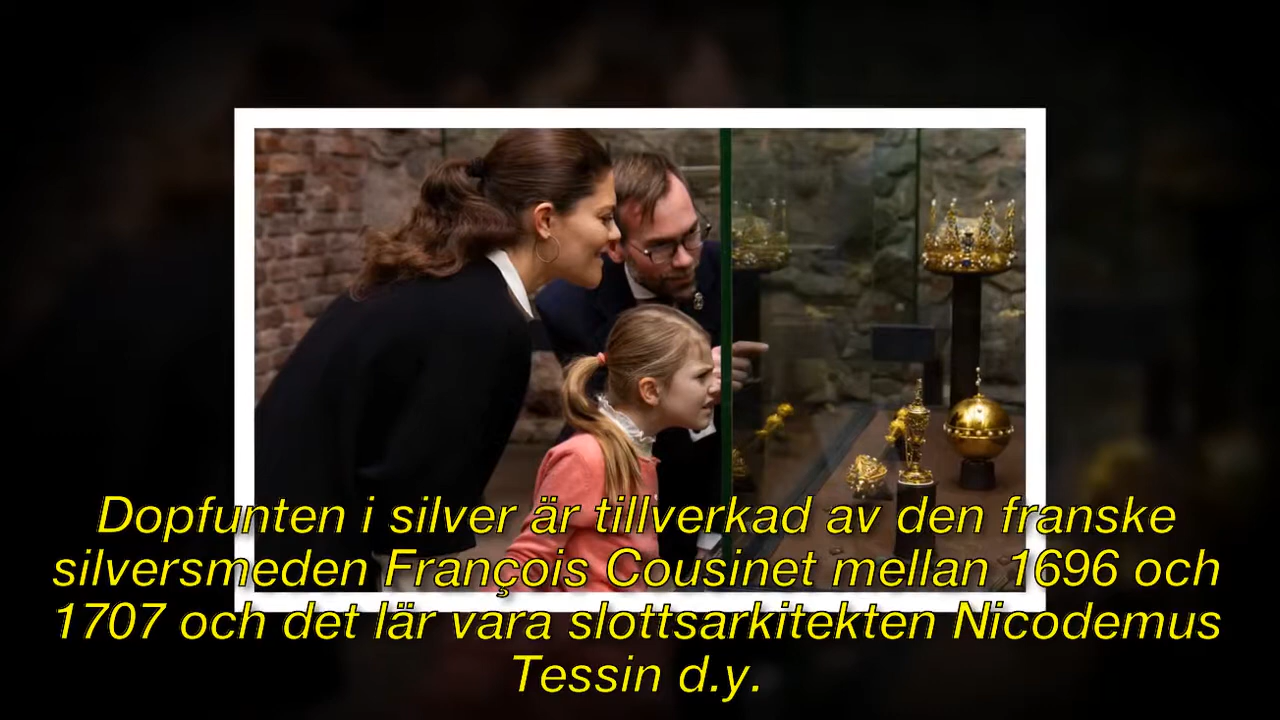 Dopfunten i silver är tillverkad av den franske
silversmeden François Cousinet mellan 1696 och
1707 och det lär vara slottsarkitekten Nicodemus
Tessin d.y.